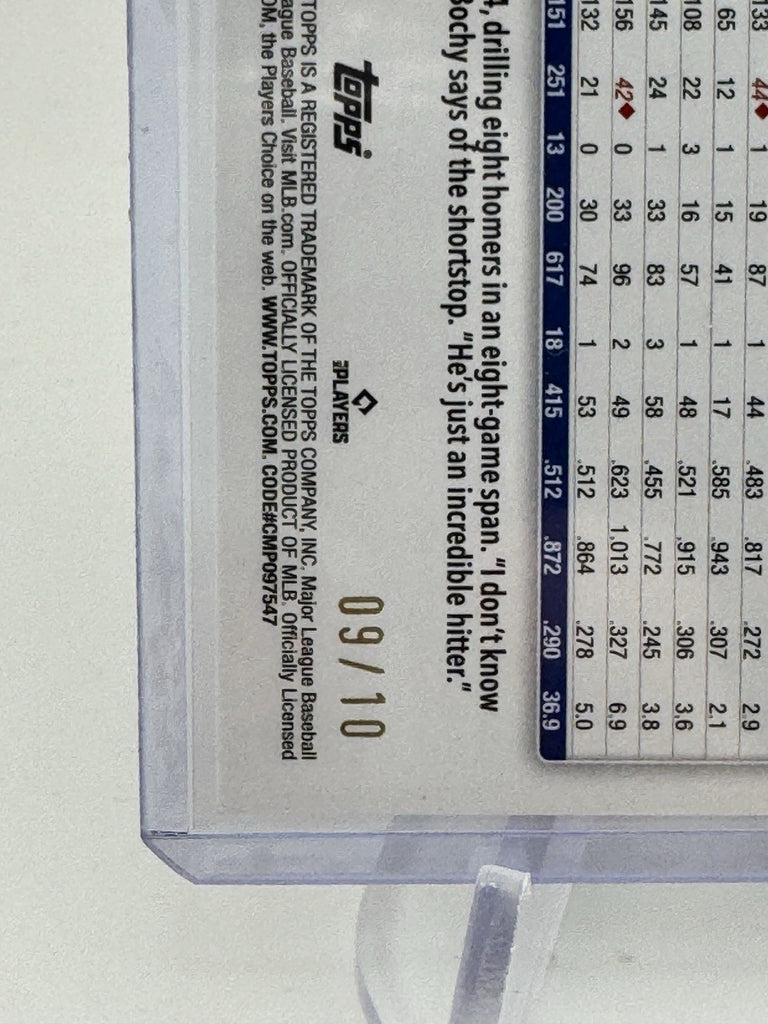 133 44♦ 1 19 87 1 44 .483 .817 .272 2.9
65 12 1 15 41 1 17 .585 .943 .307 2.1
108 22 3 16 57 1 48 .521 .915 .306 3.6
145 24 1 33 83 3 58 .455 .772 .245 3.8
156 42♦ 0 33 96 2 49 .623 1.013 .327 6.9
132 21 0 30 74 1 53 .512 .864 .278 5.0
151 251 13 200 617 18 415 .512 .872 .290 36.9
4, drilling eight homers in an eight-game span. "I don't know
Bochy says of the shortstop. "He's just an incredible hitter."
topps PLAYERS 09/10
TOPPS IS A REGISTERED TRADEMARK OF THE TOPPS COMPANY, INC. Major League Baseball
ague Baseball. Visit MLB.com. OFFICIALLY LICENSED PRODUCT OF MLB. Officially Licensed
OM, the Players Choice on the web. WWW.TOPPS.COM. CODE#CMP097547